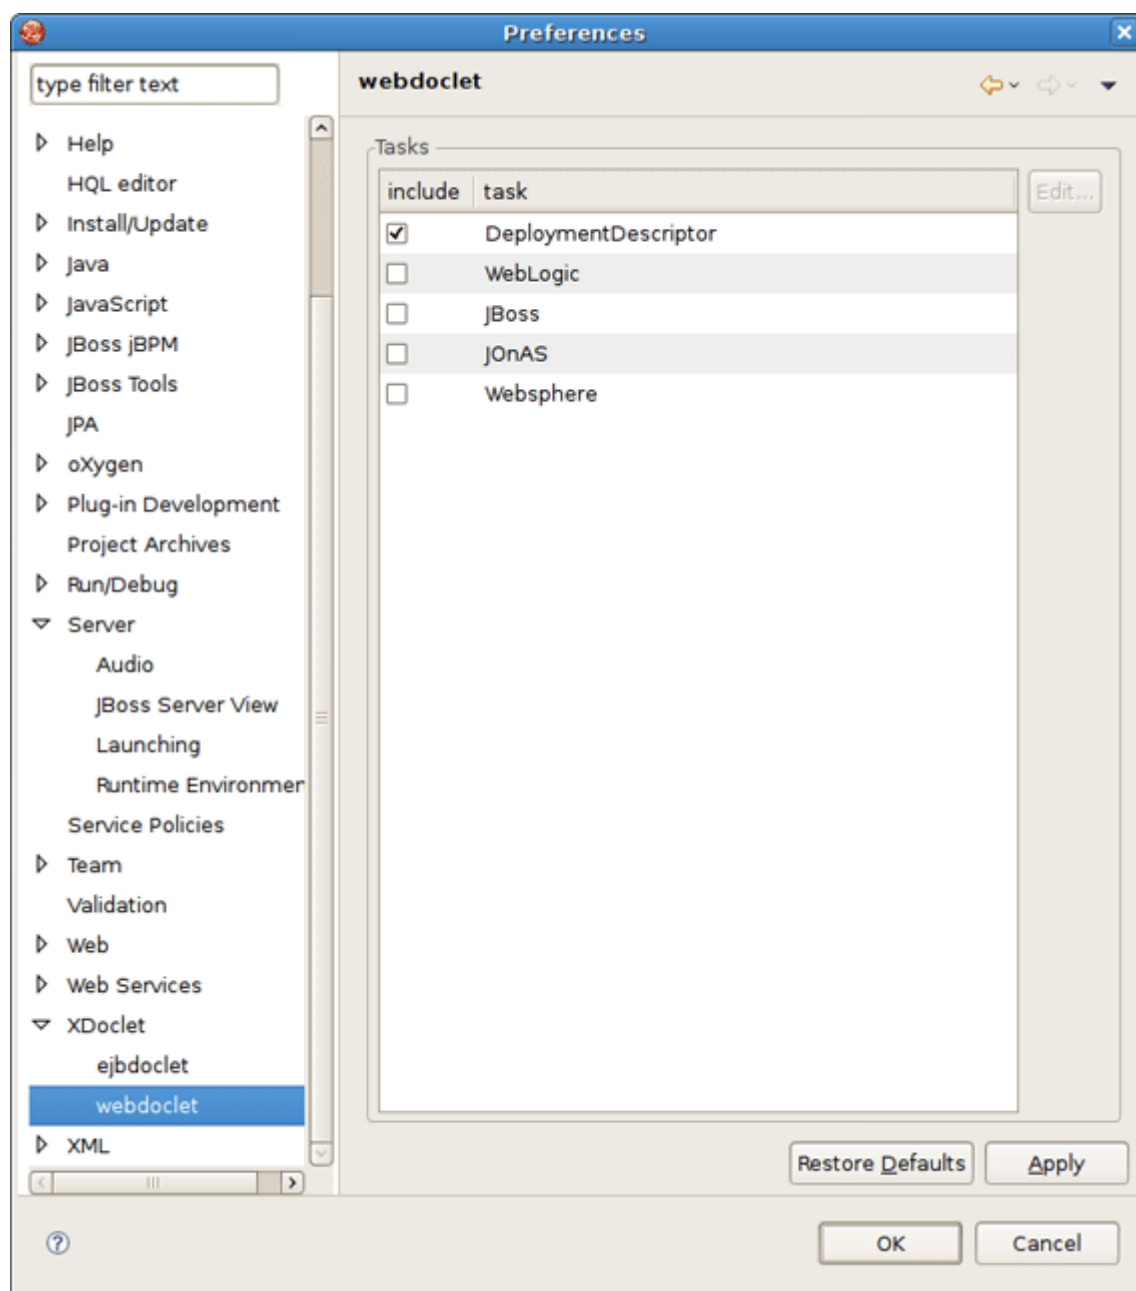 Preferences
type filter text
webdoclet
Help
HQL editor
Install/Update
Java
JavaScript
JBoss jBPM
JBoss Tools
JPA
oXygen
Plug-in Development
Project Archives
Run/Debug
Server
Audio
JBoss Server View
Launching
Runtime Environmen
Service Policies
Team
Validation
Web
Web Services
XDoclet
ejbdoclet
webdoclet
XML
Tasks
include task
Edit...
DeploymentDescriptor
WebLogic
JBoss
JOnAS
Websphere
Restore Defaults Apply
? OK Cancel